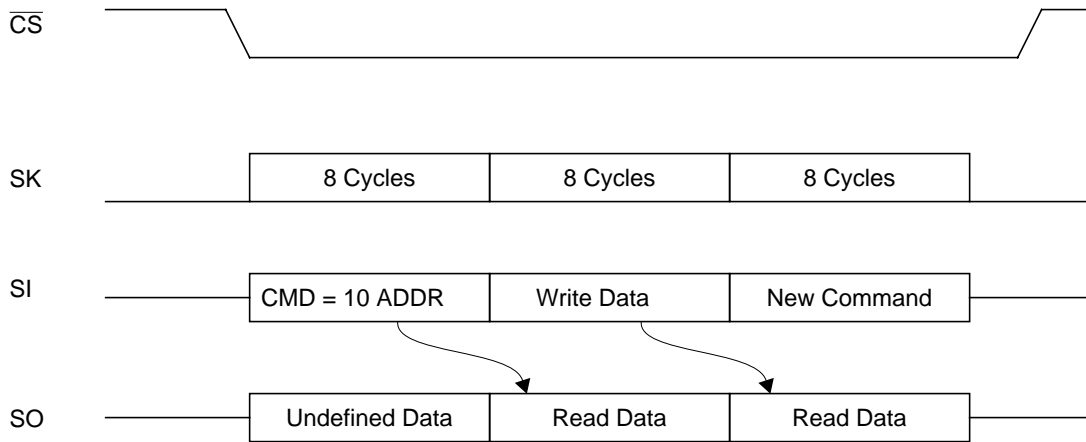 CS
SK 8 Cycles 8 Cycles 8 Cycles
SI CMD = 10 ADDR Write Data New Command
SO Undefined Data Read Data Read Data